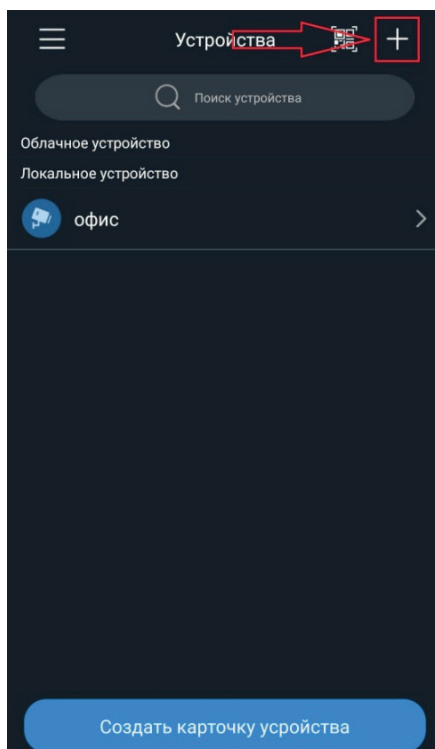 Устройства
Поиск устройства
Облачное устройство
Локальное устройство
офис
Создать карточку усройства